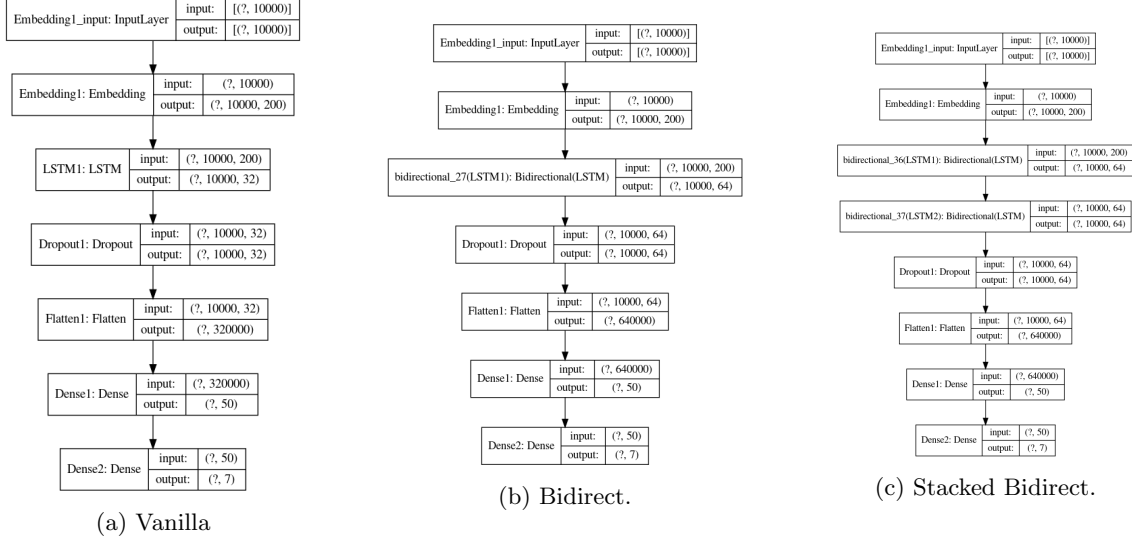 Embedding1_input: InputLayer
input: [(?, 10000)]
output: [(?, 10000)]
Embedding1: Embedding
input: (?, 10000)
output: (?, 10000, 200)
LSTM1: LSTM
input: (?, 10000, 200)
output: (?, 10000, 32)
Dropout1: Dropout
input: (?, 10000, 32)
output: (?, 10000, 32)
Flatten1: Flatten
input: (?, 10000, 32)
output: (?, 320000)
Dense1: Dense
input: (?, 320000)
output: (?, 50)
Dense2: Dense
input: (?, 50)
output: (?, 7)
(a) Vanilla
Embedding1_input: InputLayer
input: [(?, 10000)]
output: [(?, 10000)]
Embedding1: Embedding
input: (?, 10000)
output: (?, 10000, 200)
bidirectional_27(LSTM1): Bidirectional(LSTM)
input: (?, 10000, 200)
output: (?, 10000, 64)
Dropout1: Dropout
input: (?, 10000, 64)
output: (?, 10000, 64)
Flatten1: Flatten
input: (?, 10000, 64)
output: (?, 640000)
Dense1: Dense
input: (?, 640000)
output: (?, 50)
Dense2: Dense
input: (?, 50)
output: (?, 7)
(b) Bidirect.
Embedding1_input: InputLayer
input: [(?, 10000)]
output: [(?, 10000)]
Embedding1: Embedding
input: (?, 10000)
output: (?, 10000, 200)
bidirectional_36(LSTM1): Bidirectional(LSTM)
input: (?, 10000, 200)
output: (?, 10000, 64)
bidirectional_37(LSTM2): Bidirectional(LSTM)
input: (?, 10000, 64)
output: (?, 10000, 64)
Dropout1: Dropout
input: (?, 10000, 64)
output: (?, 10000, 64)
Flatten1: Flatten
input: (?, 10000, 64)
output: (?, 640000)
Dense1: Dense
input: (?, 640000)
output: (?, 50)
Dense2: Dense
input: (?, 50)
output: (?, 7)
(c) Stacked Bidirect.